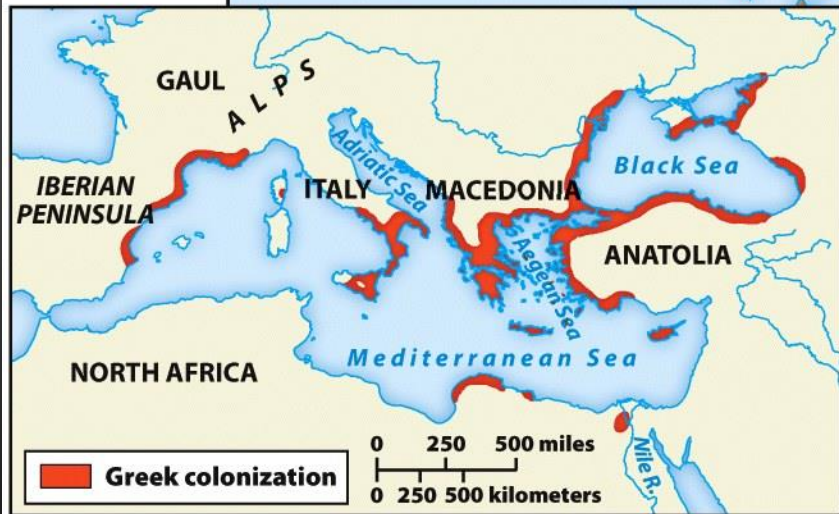 GAUL
ALPS
IBERIAN
PENINSULA
ITALY
Adriatic Sea
MACEDONIA
Black Sea
Aegean Sea
ANATOLIA
NORTH AFRICA
Mediterranean Sea
Nile R.
Greek colonization
0 250 500 miles
0 250 500 kilometers